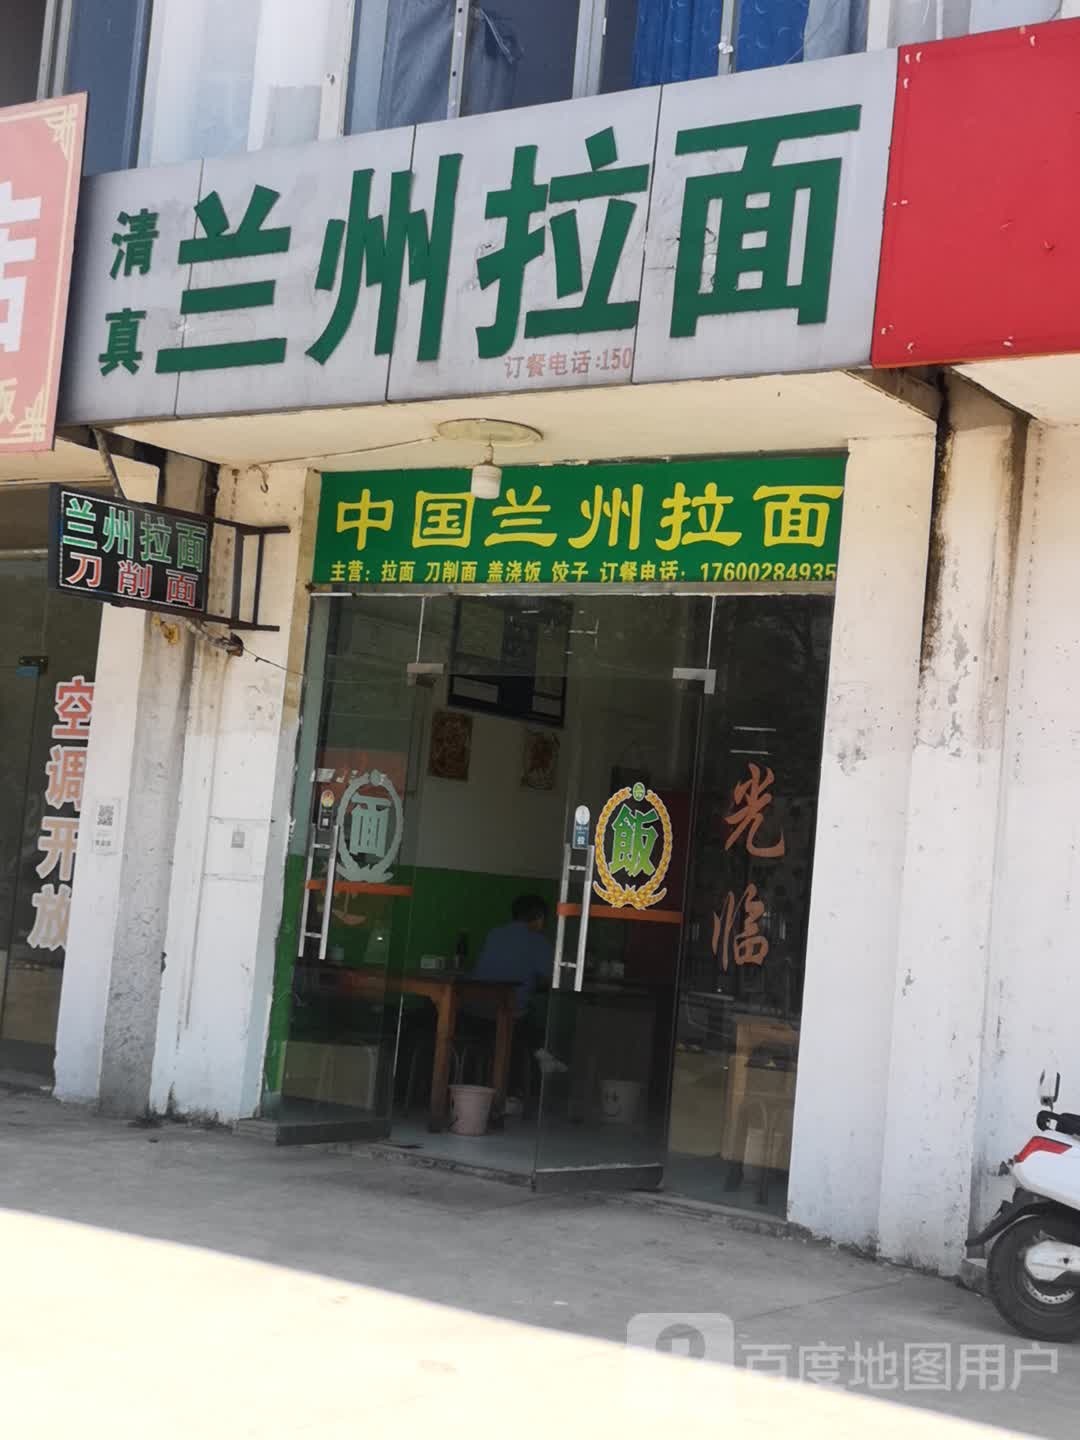 清真
兰州拉面
订餐电话:150
中国兰州拉面
主营：拉面 刀削面 盖浇饭 饺子 订餐电话：17600284935
兰州拉面
刀削面
空调开放
面
飯
光临
百度地图用户